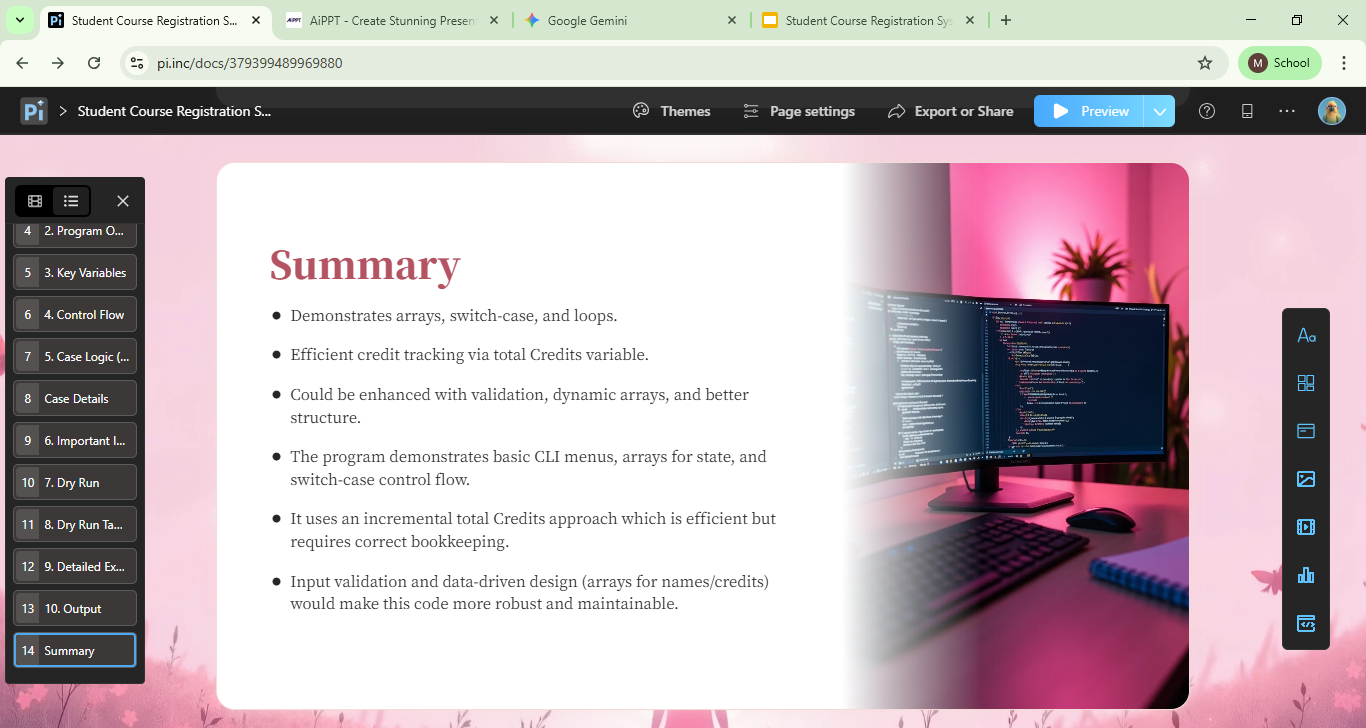 Student Course Registration S...
AiPPT
AiPPT - Create Stunning Presen
Google Gemini
Student Course Registration Sys
pi.inc/docs/379399489969880
M
School
Pi
Student Course Registration S...
Themes
Page settings
Export or Share
Preview
4 2. Program O...
5 3. Key Variables
6 4. Control Flow
7 5. Case Logic (...
8 Case Details
9 6. Important I...
10 7. Dry Run
11 8. Dry Run Ta...
12 9. Detailed Ex...
13 10. Output
14 Summary
Summary
• Demonstrates arrays, switch-case, and loops.
• Efficient credit tracking via total Credits variable.
• Could be enhanced with validation, dynamic arrays, and better
structure.
• The program demonstrates basic CLI menus, arrays for state, and
switch-case control flow.
• It uses an incremental total Credits approach which is efficient but
requires correct bookkeeping.
• Input validation and data-driven design (arrays for names/credits)
would make this code more robust and maintainable.
Aa